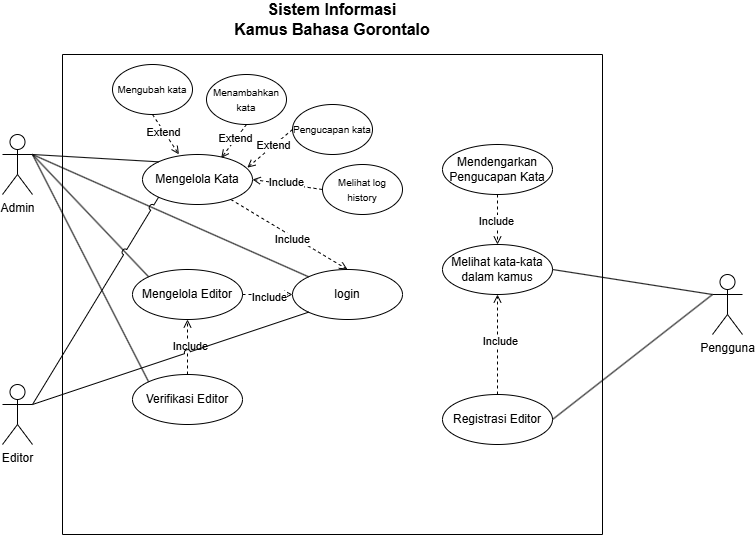 Sistem Informasi
Kamus Bahasa Gorontalo
Mengubah kata
Menambahkan
kata
Pengucapan kata
Extend
Extend
Extend
Mengelola Kata
Include
Melihat log
history
Mendengarkan
Pengucapan Kata
Admin
Include
Include
Melihat kata-kata
dalam kamus
Mengelola Editor
Include
login
Pengguna
Include
Include
Verifikasi Editor
Registrasi Editor
Editor